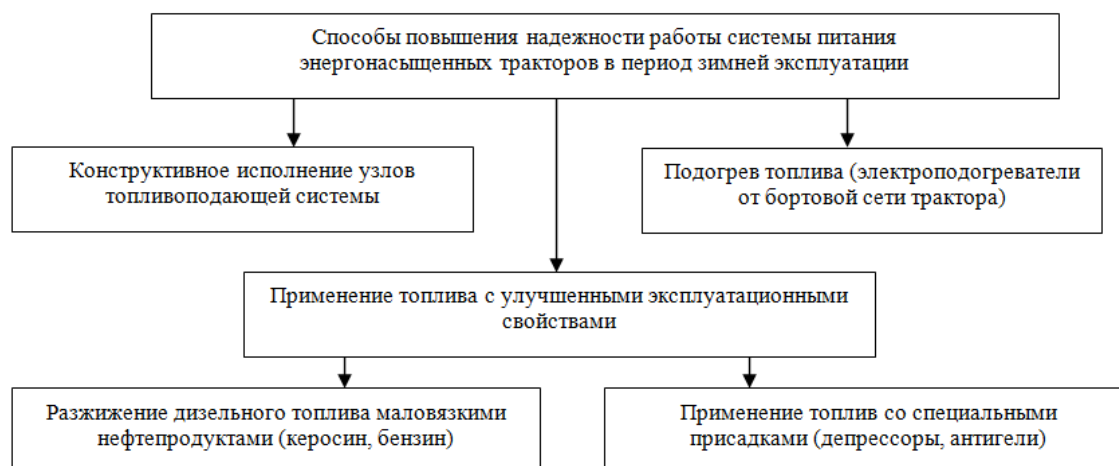 Способы повышения надежности работы системы питания
энергонасыщенных тракторов в период зимней эксплуатации
Конструктивное исполнение узлов
топливоподающей системы
Подогрев топлива (электроподогреватели
от бортовой сети трактора)
Применение топлива с улучшенными эксплуатационными
свойствами
Разжижение дизельного топлива маловязкими
нефтепродуктами (керосин, бензин)
Применение топлив со специальными
присадками (депрессоры, антигели)